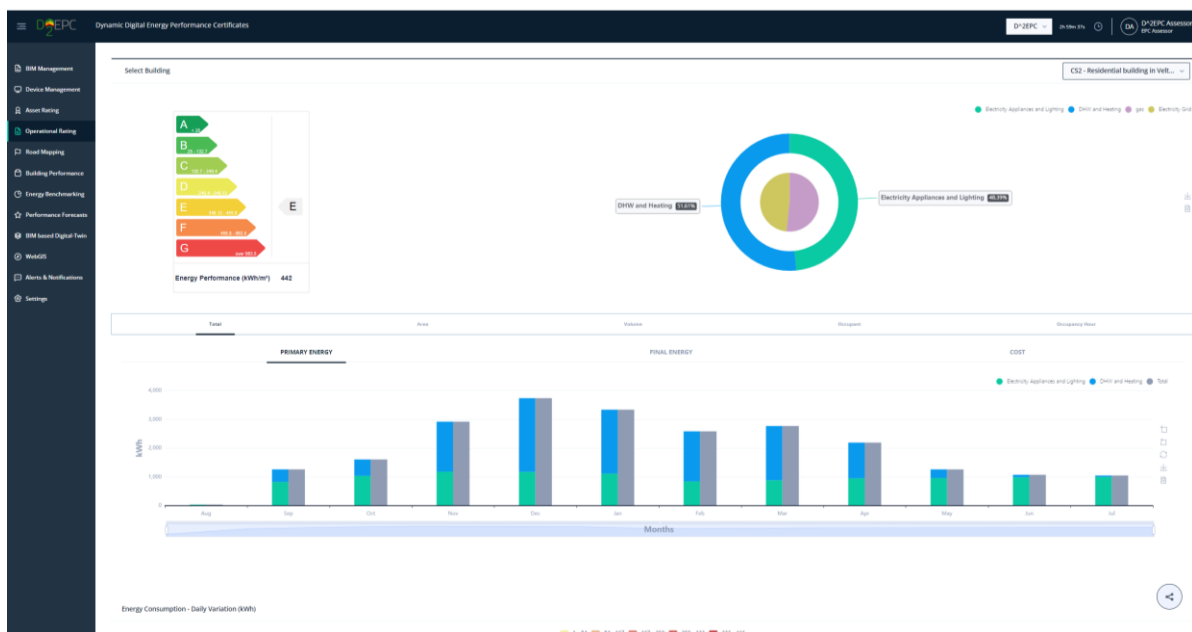 D^2EPC
Dynamic Digital Energy Performance Certificates
D^2EPC
2h 59m 37s
DA
D^2EPC Assessor
EPC Assessor
BIM Management
Device Management
Asset Rating
Operational Rating
Road Mapping
Building Performance
Energy Benchmarking
Performance Forecasts
BIM based Digital-Twin
WebGIS
Alerts & Notifications
Settings
Select Building
CS2 - Residential building in Velt...
A
B
C
D
E
F
G
E
Energy Performance (kWh/m²) 442
Electricity Appliances and Lighting DHW and Heating gas Electricity Grid
DHW and Heating 51.61%
Electricity Appliances and Lighting 48.39%
Total Area Volume Occupant Occupancy Hour
PRIMARY ENERGY FINAL ENERGY COST
Electricity Appliances and Lighting DHW and Heating Total
kWh
4,000
3,000
2,000
1,000
0
Aug Sep Oct Nov Dec Jan Feb Mar Apr May Jun Jul
Months
Energy Consumption - Daily Variation (kWh)